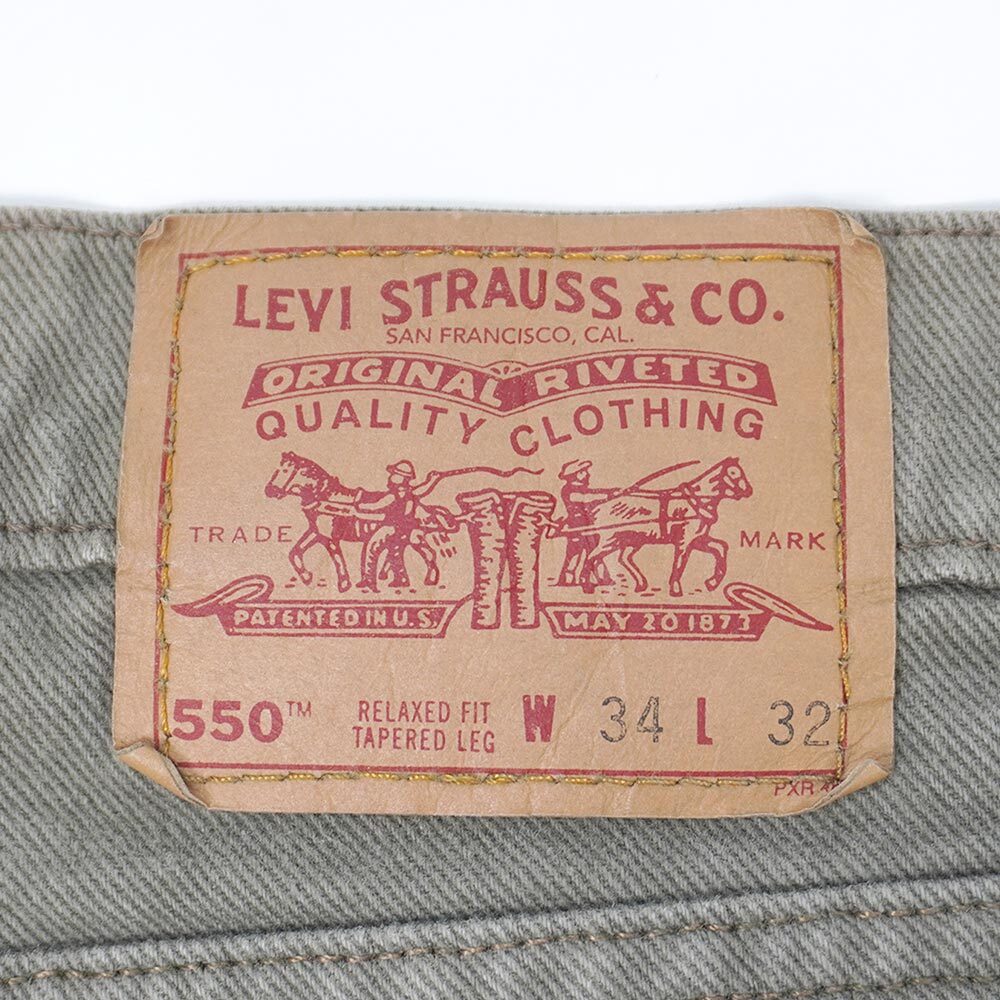 LEVI STRAUSS & CO.
SAN FRANCISCO, CAL.
ORIGINAL RIVETED
QUALITY CLOTHING
TRADE MARK
PATENTED IN U.S. MAY 20 1873
550™ RELAXED FIT W 34 L 32
TAPERED LEG
PXR